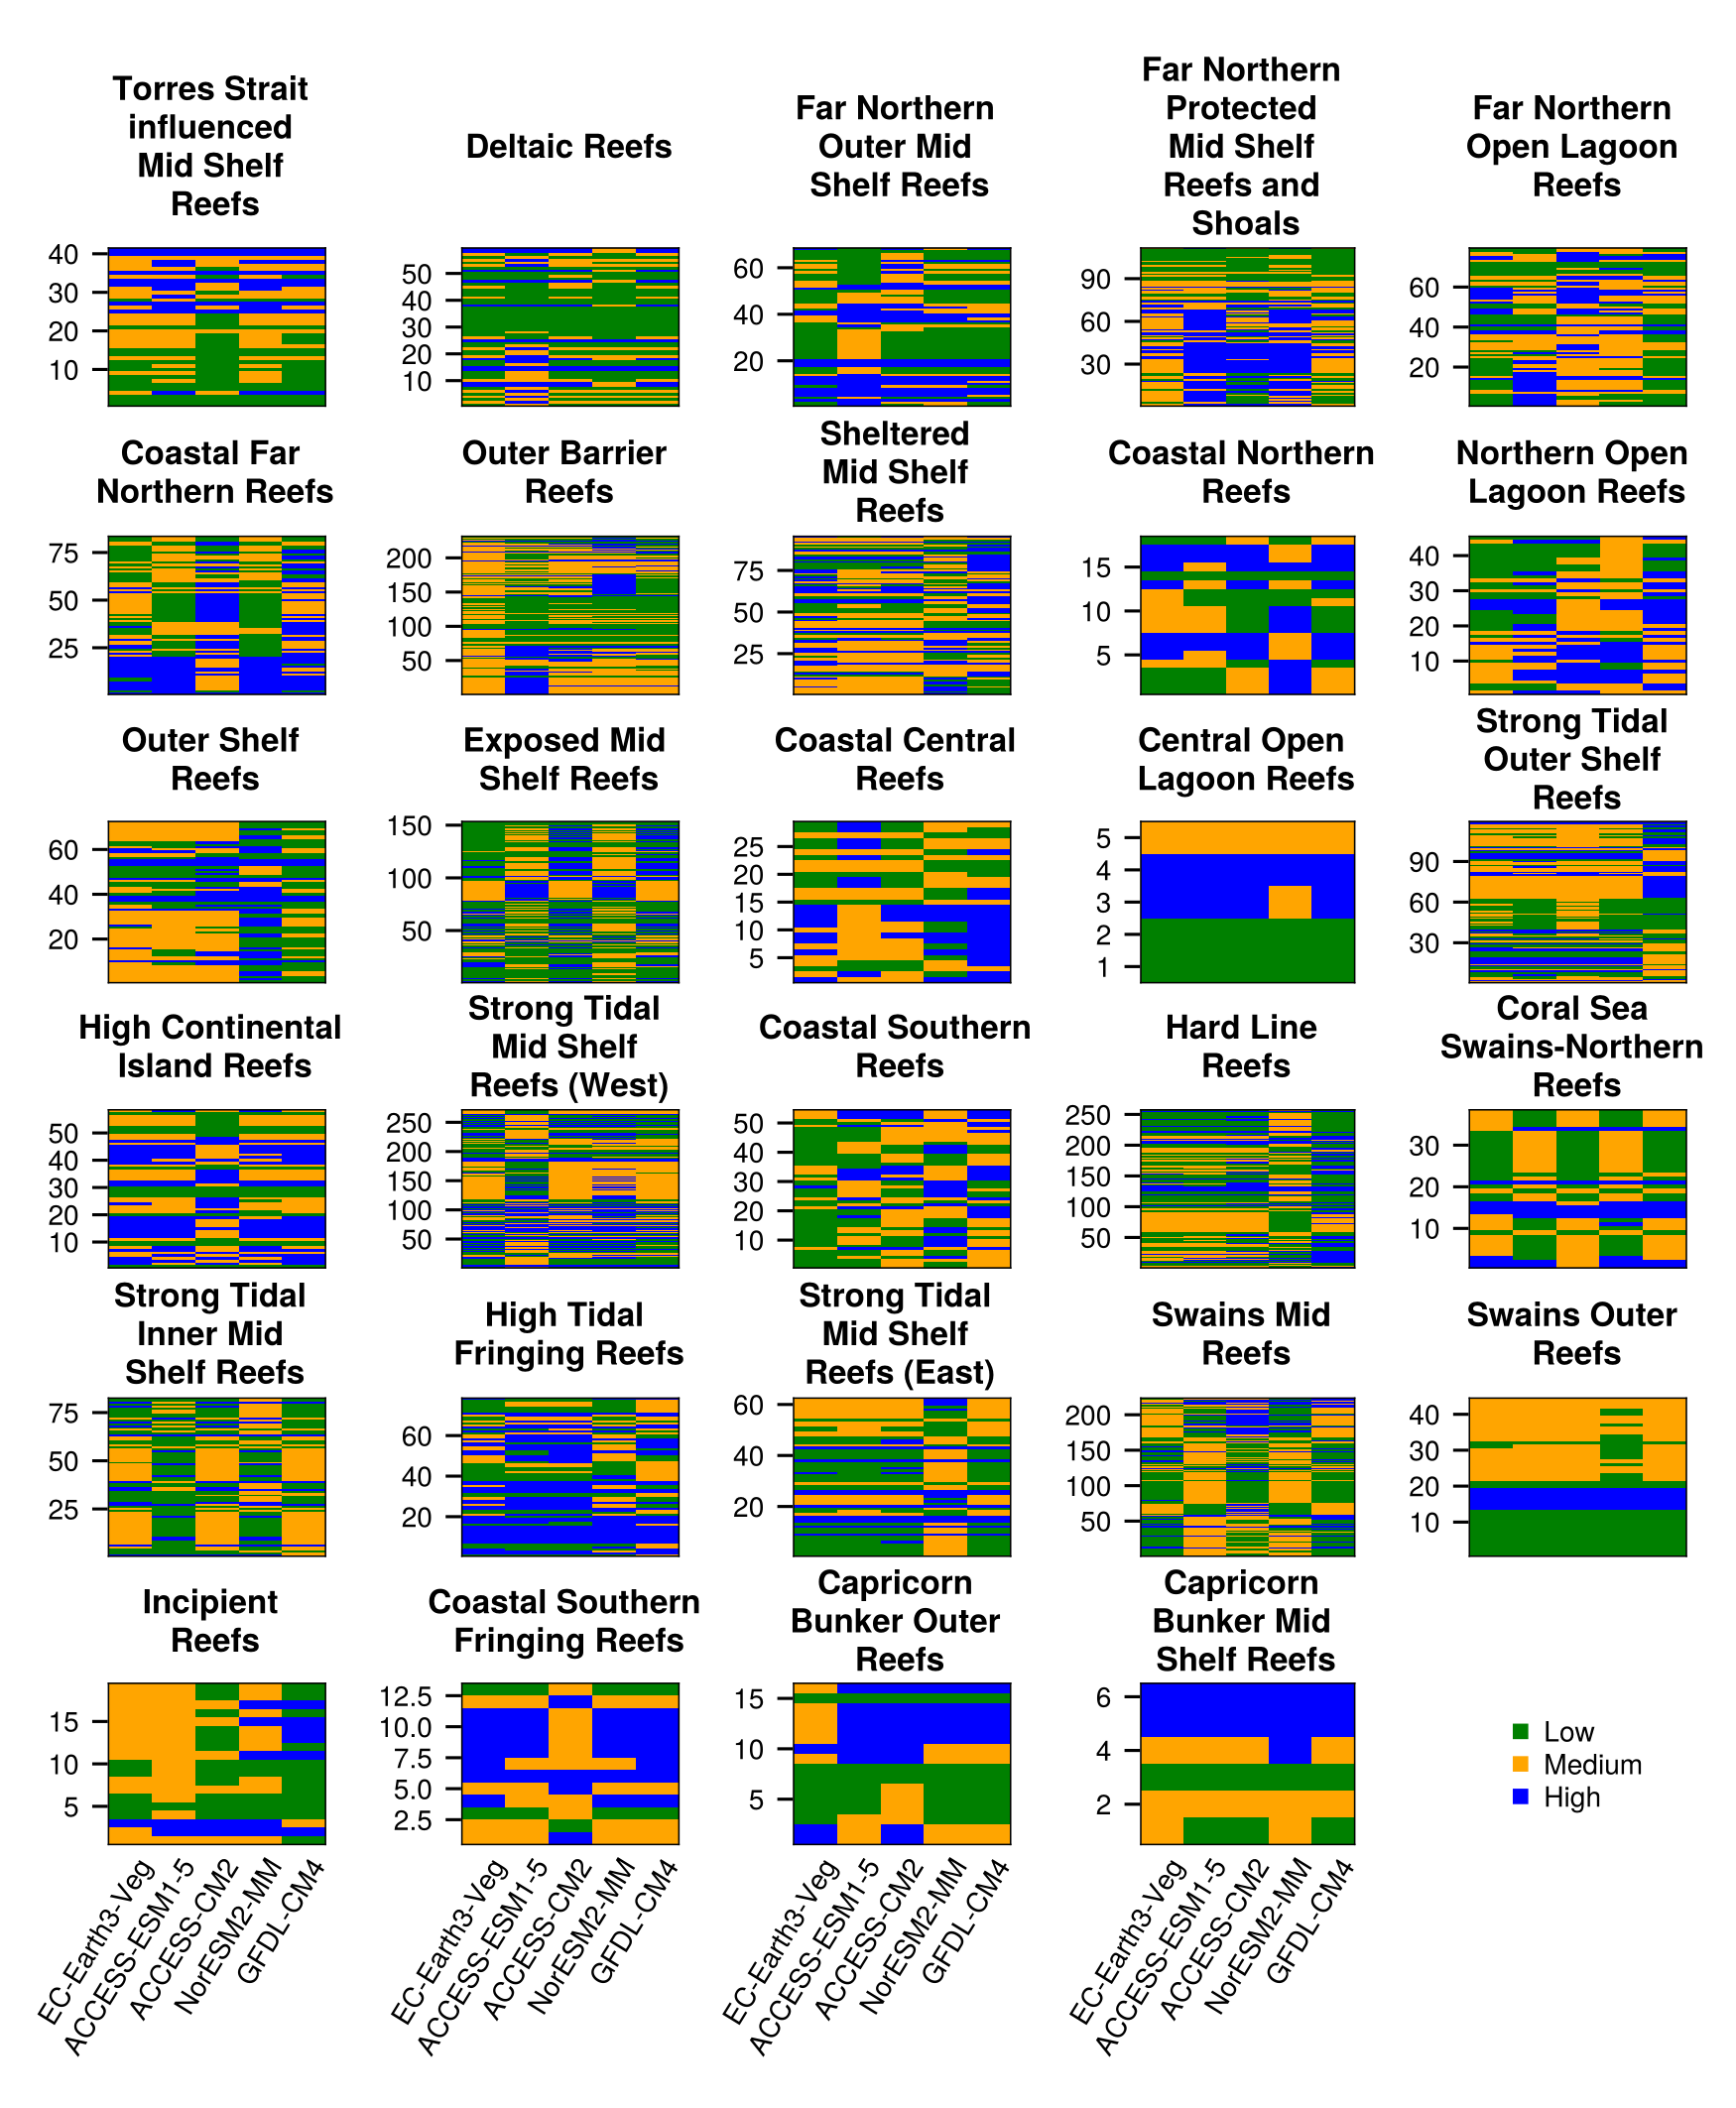 Torres Strait
influenced
Mid Shelf
Reefs
40
30
20
10
Deltaic Reefs
50
40
30
20
10
Far Northern
Outer Mid
Shelf Reefs
60
40
20
Far Northern
Protected
Mid Shelf
Reefs and
Shoals
90
60
30
Far Northern
Open Lagoon
Reefs
60
40
20
Coastal Far
Northern Reefs
75
50
25
Outer Barrier
Reefs
200
150
100
50
Sheltered
Mid Shelf
Reefs
75
50
25
Coastal Northern
Reefs
15
10
5
Northern Open
Lagoon Reefs
40
30
20
10
Outer Shelf
Reefs
60
40
20
Exposed Mid
Shelf Reefs
150
100
50
Coastal Central
Reefs
25
20
15
10
5
Central Open
Lagoon Reefs
5
4
3
2
1
Strong Tidal
Outer Shelf
Reefs
90
60
30
High Continental
Island Reefs
50
40
30
20
10
Strong Tidal
Mid Shelf
Reefs (West)
250
200
150
100
50
Coastal Southern
Reefs
50
40
30
20
10
Hard Line
Reefs
250
200
150
100
50
Coral Sea
Swains-Northern
Reefs
30
20
10
Strong Tidal
Inner Mid
Shelf Reefs
75
50
25
High Tidal
Fringing Reefs
60
40
20
Strong Tidal
Mid Shelf
Reefs (East)
60
40
20
Swains Mid
Reefs
200
150
100
50
Swains Outer
Reefs
40
30
20
10
Incipient
Reefs
15
10
5
EC-Earth3-Veg
ACCESS-ESM1-5
ACCESS-CM2
NorESM2-MM
GFDL-CM4
Coastal Southern
Fringing Reefs
12.5
10.0
7.5
5.0
2.5
EC-Earth3-Veg
ACCESS-ESM1-5
ACCESS-CM2
NorESM2-MM
GFDL-CM4
Capricorn
Bunker Outer
Reefs
15
10
5
EC-Earth3-Veg
ACCESS-ESM1-5
ACCESS-CM2
NorESM2-MM
GFDL-CM4
Capricorn
Bunker Mid
Shelf Reefs
6
4
2
EC-Earth3-Veg
ACCESS-ESM1-5
ACCESS-CM2
NorESM2-MM
GFDL-CM4
Low
Medium
High